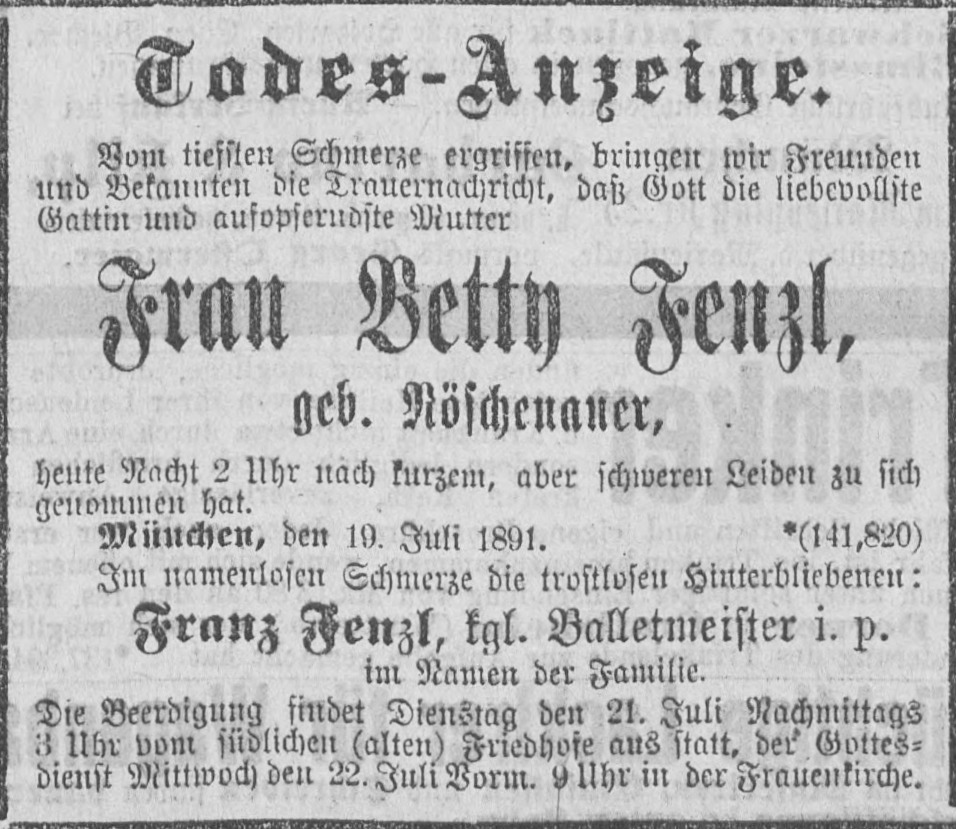 Todes-Anzeige.
Vom tiefsten Schmerze ergriffen, bringen wir Freunden
und Bekannten die Trauernachricht, daß Gott die liebevollste
Gattin und aufopferndste Mutter
Frau Betty Fenzl,
geb. Röschenauer,
heute Nacht 2 Uhr nach kurzem, aber schweren Leiden zu sich
genommen hat.
München, den 19. Juli 1891. *(41,820)
Im namenlosen Schmerze die trostlosen Hinterbliebenen:
Franz Fenzl, kgl. Balletmeister i. p.
im Namen der Familie.
Die Beerdigung findet Dienstag den 21. Juli Nachmittags
3 Uhr vom südlichen (alten) Friedhofe aus statt, der Gottes-
dienst Mittwoch den 22. Juli Vorm. 9 Uhr in der Frauenkirche.